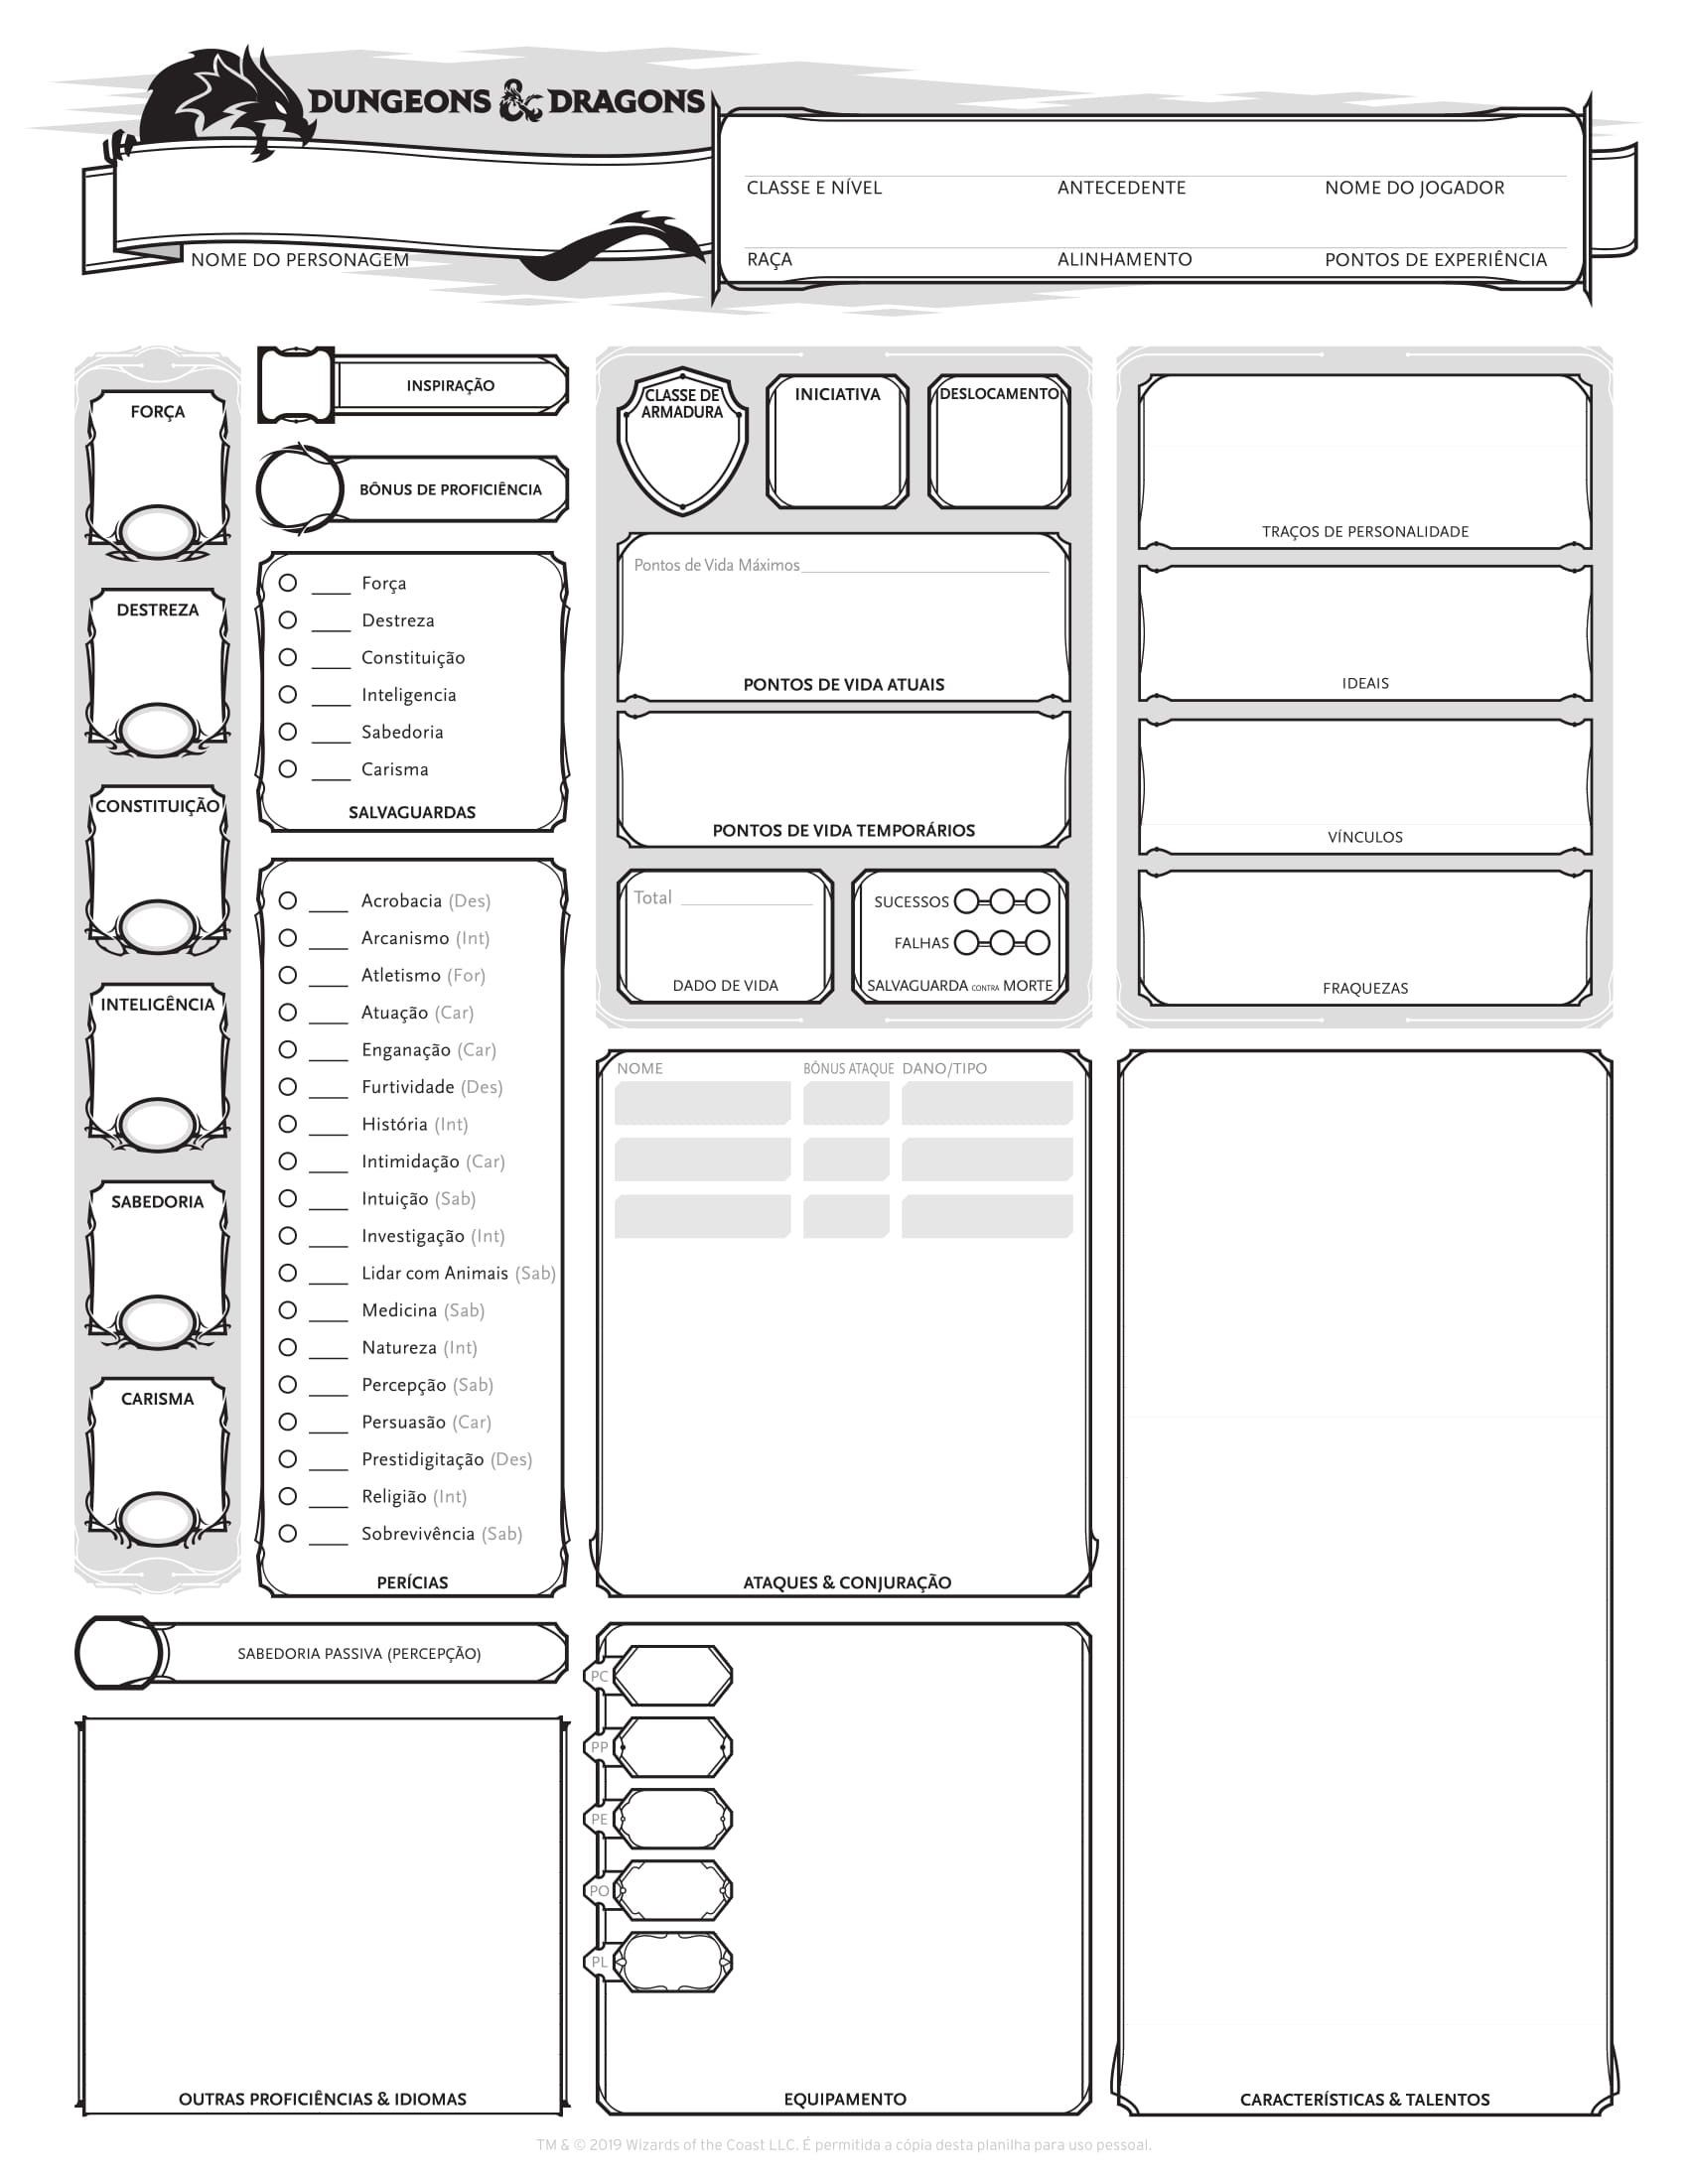 DUNGEONS & DRAGONS
CLASSE E NÍVEL ANTECEDENTE NOME DO JOGADOR
NOME DO PERSONAGEM
RAÇA ALINHAMENTO PONTOS DE EXPERIÊNCIA
FORÇA
DESTREZA
CONSTITUIÇÃO
INTELIGÊNCIA
SABEDORIA
CARISMA
INSPIRAÇÃO
BÔNUS DE PROFICIÊNCIA
Força
Destreza
Constituição
Inteligencia
Sabedoria
Carisma
SALVAGUARDAS
Acrobacia (Des)
Arcanismo (Int)
Atletismo (For)
Atuação (Car)
Enganação (Car)
Furtividade (Des)
História (Int)
Intimidação (Car)
Intuição (Sab)
Investigação (Int)
Lidar com Animais (Sab)
Medicina (Sab)
Natureza (Int)
Percepção (Sab)
Persuasão (Car)
Prestidigitação (Des)
Religião (Int)
Sobrevivência (Sab)
PERÍCIAS
SABEDORIA PASSIVA (PERCEPÇÃO)
OUTRAS PROFICIÊNCIAS & IDIOMAS
CLASSE DE
ARMADURA
INICIATIVA
DESLOCAMENTO
Pontos de Vida Máximos
PONTOS DE VIDA ATUAIS
PONTOS DE VIDA TEMPORÁRIOS
Total
DADO DE VIDA
SUCESSOS
FALHAS
SALVAGUARDA CONTRA MORTE
NOME BÔNUS ATAQUE DANO/TIPO
ATAQUES & CONJURAÇÃO
PC
PP
PE
PO
PL
EQUIPAMENTO
TRAÇOS DE PERSONALIDADE
IDEAIS
VÍNCULOS
FRAQUEZAS
CARACTERÍSTICAS & TALENTOS
TM & © 2019 Wizards of the Coast LLC. É permitida a cópia desta planilha para uso pessoal.